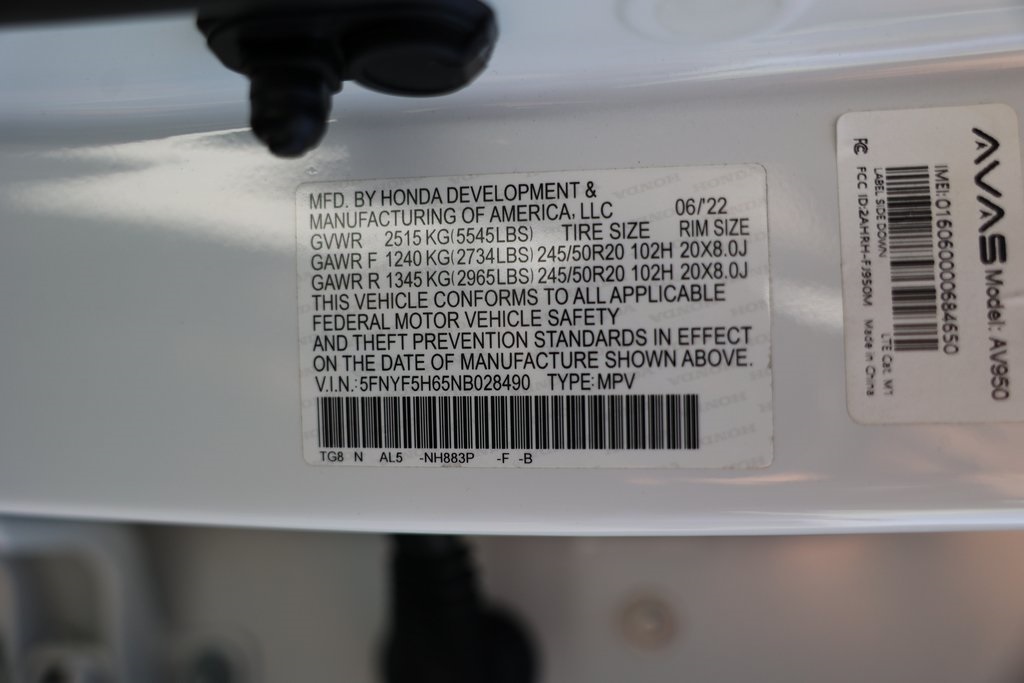 MFD. BY HONDA DEVELOPMENT &
MANUFACTURING OF AMERICA, LLC 06/'22
GVWR 2515 KG(5545LBS) TIRE SIZE RIM SIZE
GAWR F 1240 KG(2734LBS) 245/50R20 102H 20X8.0J
GAWR R 1345 KG(2965LBS) 245/50R20 102H 20X8.0J
THIS VEHICLE CONFORMS TO ALL APPLICABLE
FEDERAL MOTOR VEHICLE SAFETY
AND THEFT PREVENTION STANDARDS IN EFFECT
ON THE DATE OF MANUFACTURE SHOWN ABOVE.
V.I.N.:5FNYF5H65NB028490 TYPE:MPV
TG8 N AL5 -NH883P -F -B
AVAS Model: AV950
IMEI:016060000684650
LTE Cat. M1
LABEL SIDE DOWN
FCC ID:2AHRH-FJ950M Made in China